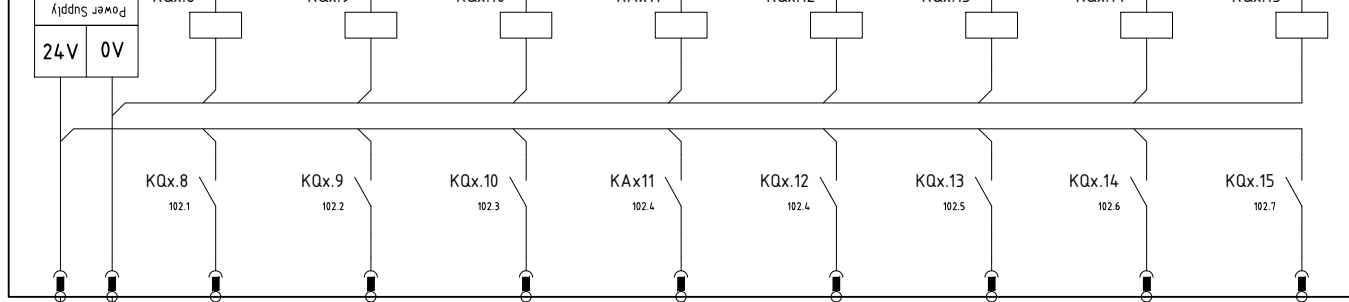 Power Supply
24V 0V
KQx.8 KQx.9 KQx.10 KAx11 KQx.12 KQx.13 KQx.14 KQx.15
102.1 102.2 102.3 102.4 102.4 102.5 102.6 102.7